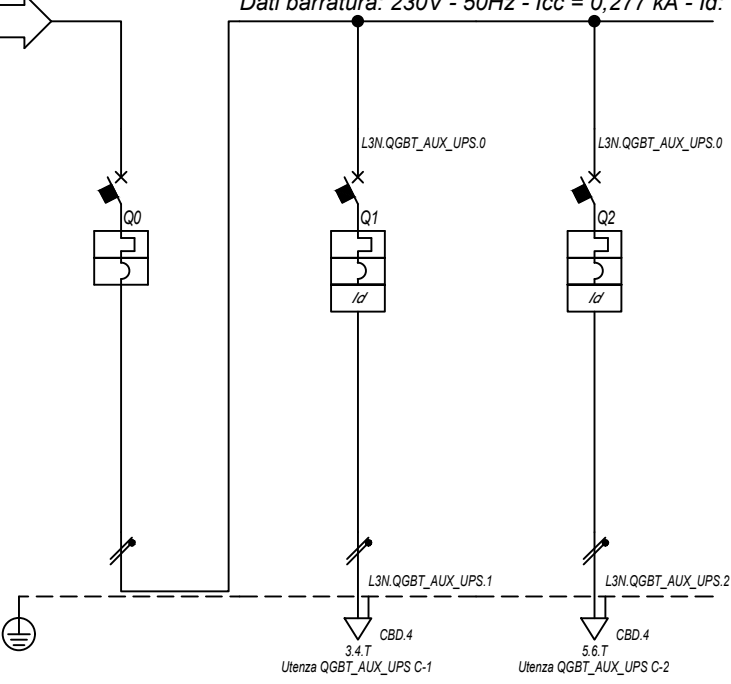 Dati barratura: 230V - 50Hz - Icc = 0,277 kA - Id:
L3N.QGBT_AUX_UPS.0
L3N.QGBT_AUX_UPS.0
Q0
Q1
Q2
Id
Id
L3N.QGBT_AUX_UPS.1
L3N.QGBT_AUX_UPS.2
CBD.4
CBD.4
3.4.T
5.6.T
Utenza QGBT_AUX_UPS C-1
Utenza QGBT_AUX_UPS C-2